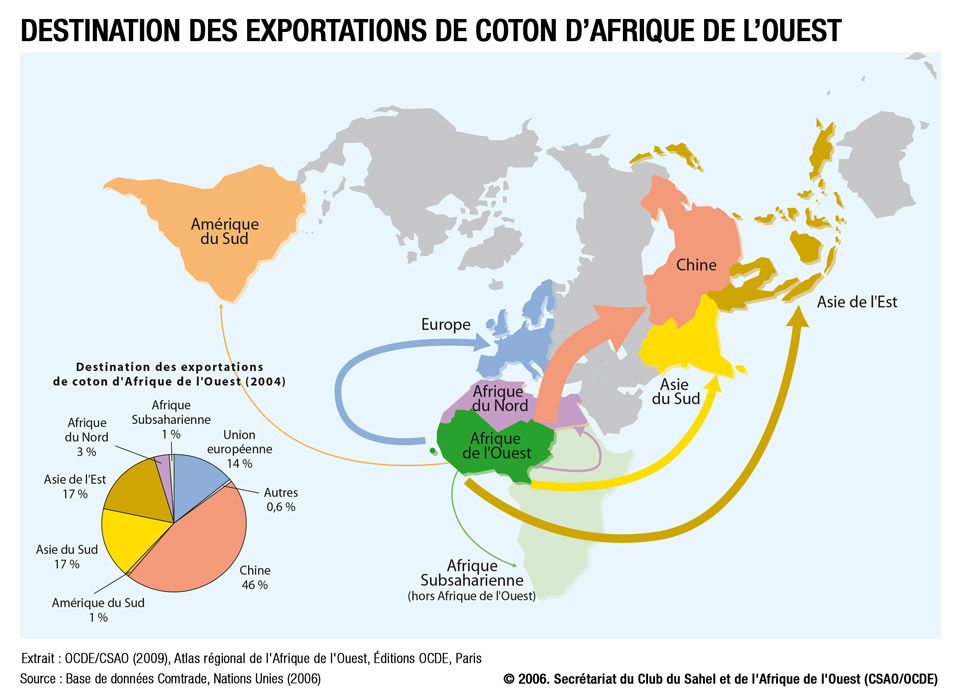 DESTINATION DES EXPORTATIONS DE COTON D'AFRIQUE DE L'OUEST
Amérique
du Sud
Chine
Asie de l'Est
Europe
Asie
du Sud
Afrique
du Nord
Afrique
de l'Ouest
Afrique
Subsaharienne
(hors Afrique de l'Ouest)
Destination des exportations
de coton d'Afrique de l'Ouest (2004)
Afrique
Subsaharienne
1 %
Afrique
du Nord
3 %
Union
européenne
14 %
Asie de l'Est
17 %
Autres
0,6 %
Asie du Sud
17 %
Chine
46 %
Amérique du Sud
1 %
Extrait : OCDE/CSAO (2009), Atlas régional de l'Afrique de l'Ouest, Éditions OCDE, Paris
Source : Base de données Comtrade, Nations Unies (2006)
© 2006. Secrétariat du Club du Sahel et de l'Afrique de l'Ouest (CSAO/OCDE)